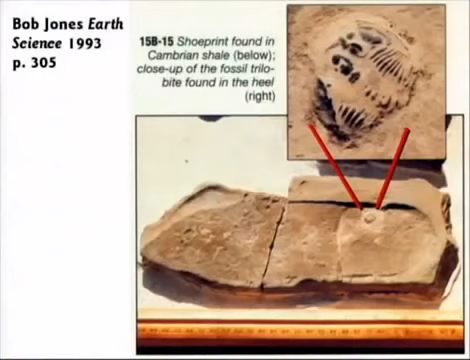 Bob Jones Earth
Science 1993
p. 305
15B-15 Shoeprint found in
Cambrian shale (below);
close-up of the fossil trilo-
bite found in the heel
(right)